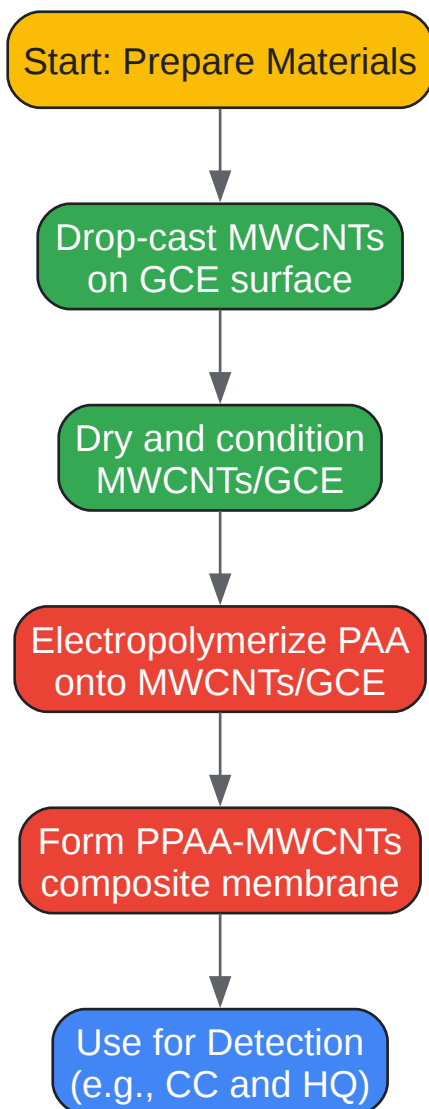 Start: Prepare Materials
Drop-cast MWCNTs
on GCE surface
Dry and condition
MWCNTs/GCE
Electropolymerize PAA
onto MWCNTs/GCE
Form PPAA-MWCNTs
composite membrane
Use for Detection
(e.g., CC and HQ)